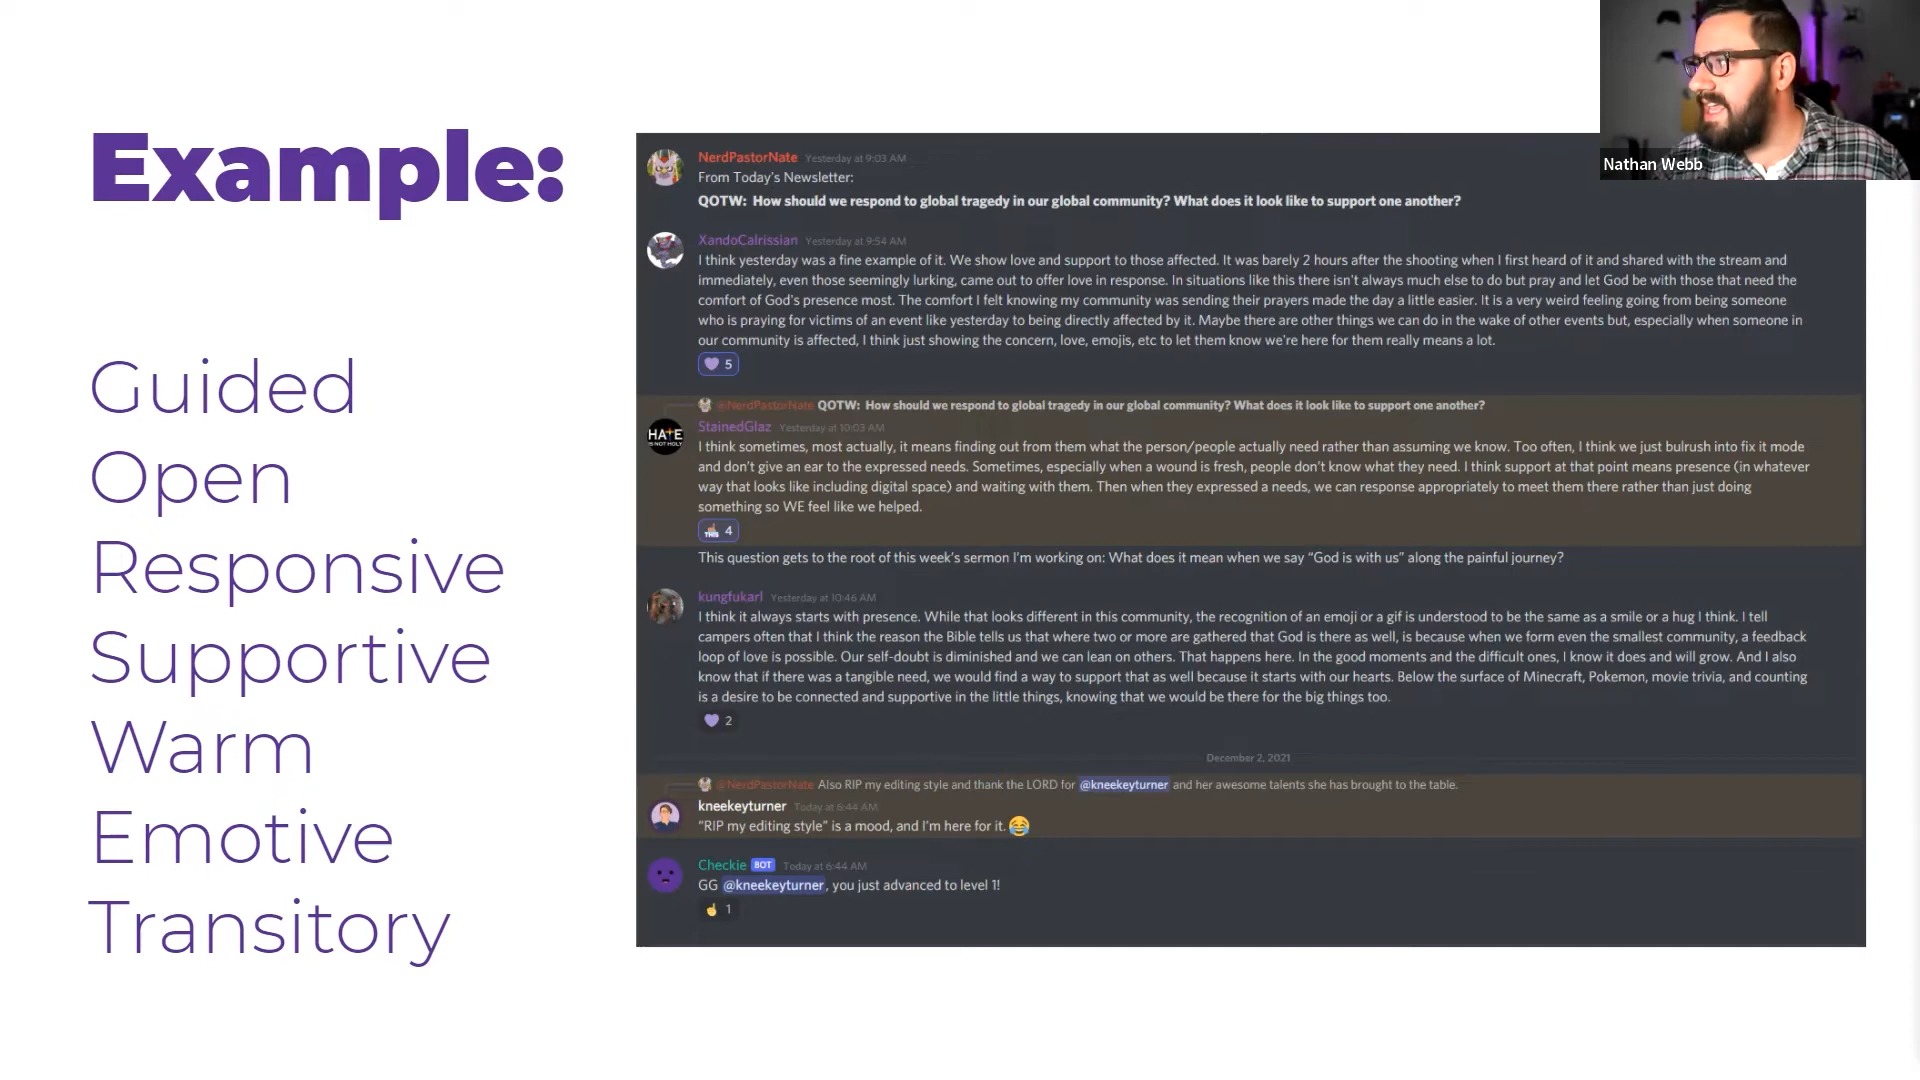 Example:
Guided
Open
Responsive
Supportive
Warm
Emotive
Transitory
NerdPastorNate Yesterday at 9:03 AM
From Today's Newsletter:
QOTW: How should we respond to global tragedy in our global community? What does it look like to support one another?
XandoCalrissian Yesterday at 9:54 AM
I think yesterday was a fine example of it. We show love and support to those affected. It was barely 2 hours after the shooting when I first heard of it and shared with the stream and
immediately, even those seemingly lurking, came out to offer love in response. In situations like this there isn't always much else to do but pray and let God be with those that need the
comfort of God's presence most. The comfort I felt knowing my community was sending their prayers made the day a little easier. It is a very weird feeling going from being someone
who is praying for victims of an event like yesterday to being directly affected by it. Maybe there are other things we can do in the wake of other events but, especially when someone in
our community is affected, I think just showing the concern, love, emojis, etc to let them know we're here for them really means a lot.
5
@NerdPastorNate QOTW: How should we respond to global tragedy in our global community? What does it look like to support one another?
HATE
IS NOT HOLY
StainedGlaz Yesterday at 10:03 AM
I think sometimes, most actually, it means finding out from them what the person/people actually need rather than assuming we know. Too often, I think we just bulrush into fix it mode
and don't give an ear to the expressed needs. Sometimes, especially when a wound is fresh, people don't know what they need. I think support at that point means presence (in whatever
way that looks like including digital space) and waiting with them. Then when they expressed a needs, we can response appropriately to meet them there rather than just doing
something so WE feel like we helped.
THIS 4
This question gets to the root of this week's sermon I'm working on: What does it mean when we say “God is with us” along the painful journey?
kungfukarl Yesterday at 10:46 AM
I think it always starts with presence. While that looks different in this community, the recognition of an emoji or a gif is understood to be the same as a smile or a hug I think. I tell
campers often that I think the reason the Bible tells us that where two or more are gathered that God is there as well, is because when we form even the smallest community, a feedback
loop of love is possible. Our self-doubt is diminished and we can lean on others. That happens here. In the good moments and the difficult ones, I know it does and will grow. And I also
know that if there was a tangible need, we would find a way to support that as well because it starts with our hearts. Below the surface of Minecraft, Pokemon, movie trivia, and counting
is a desire to be connected and supportive in the little things, knowing that we would be there for the big things too.
2
December 2, 2021
@NerdPastorNate Also RIP my editing style and thank the LORD for @kneekeyturner and her awesome talents she has brought to the table.
kneekeyturner Today at 6:44 AM
“RIP my editing style” is a mood, and I'm here for it.
Checkie BOT Today at 6:44 AM
GG @kneekeyturner, you just advanced to level 1!
1
Nathan Webb